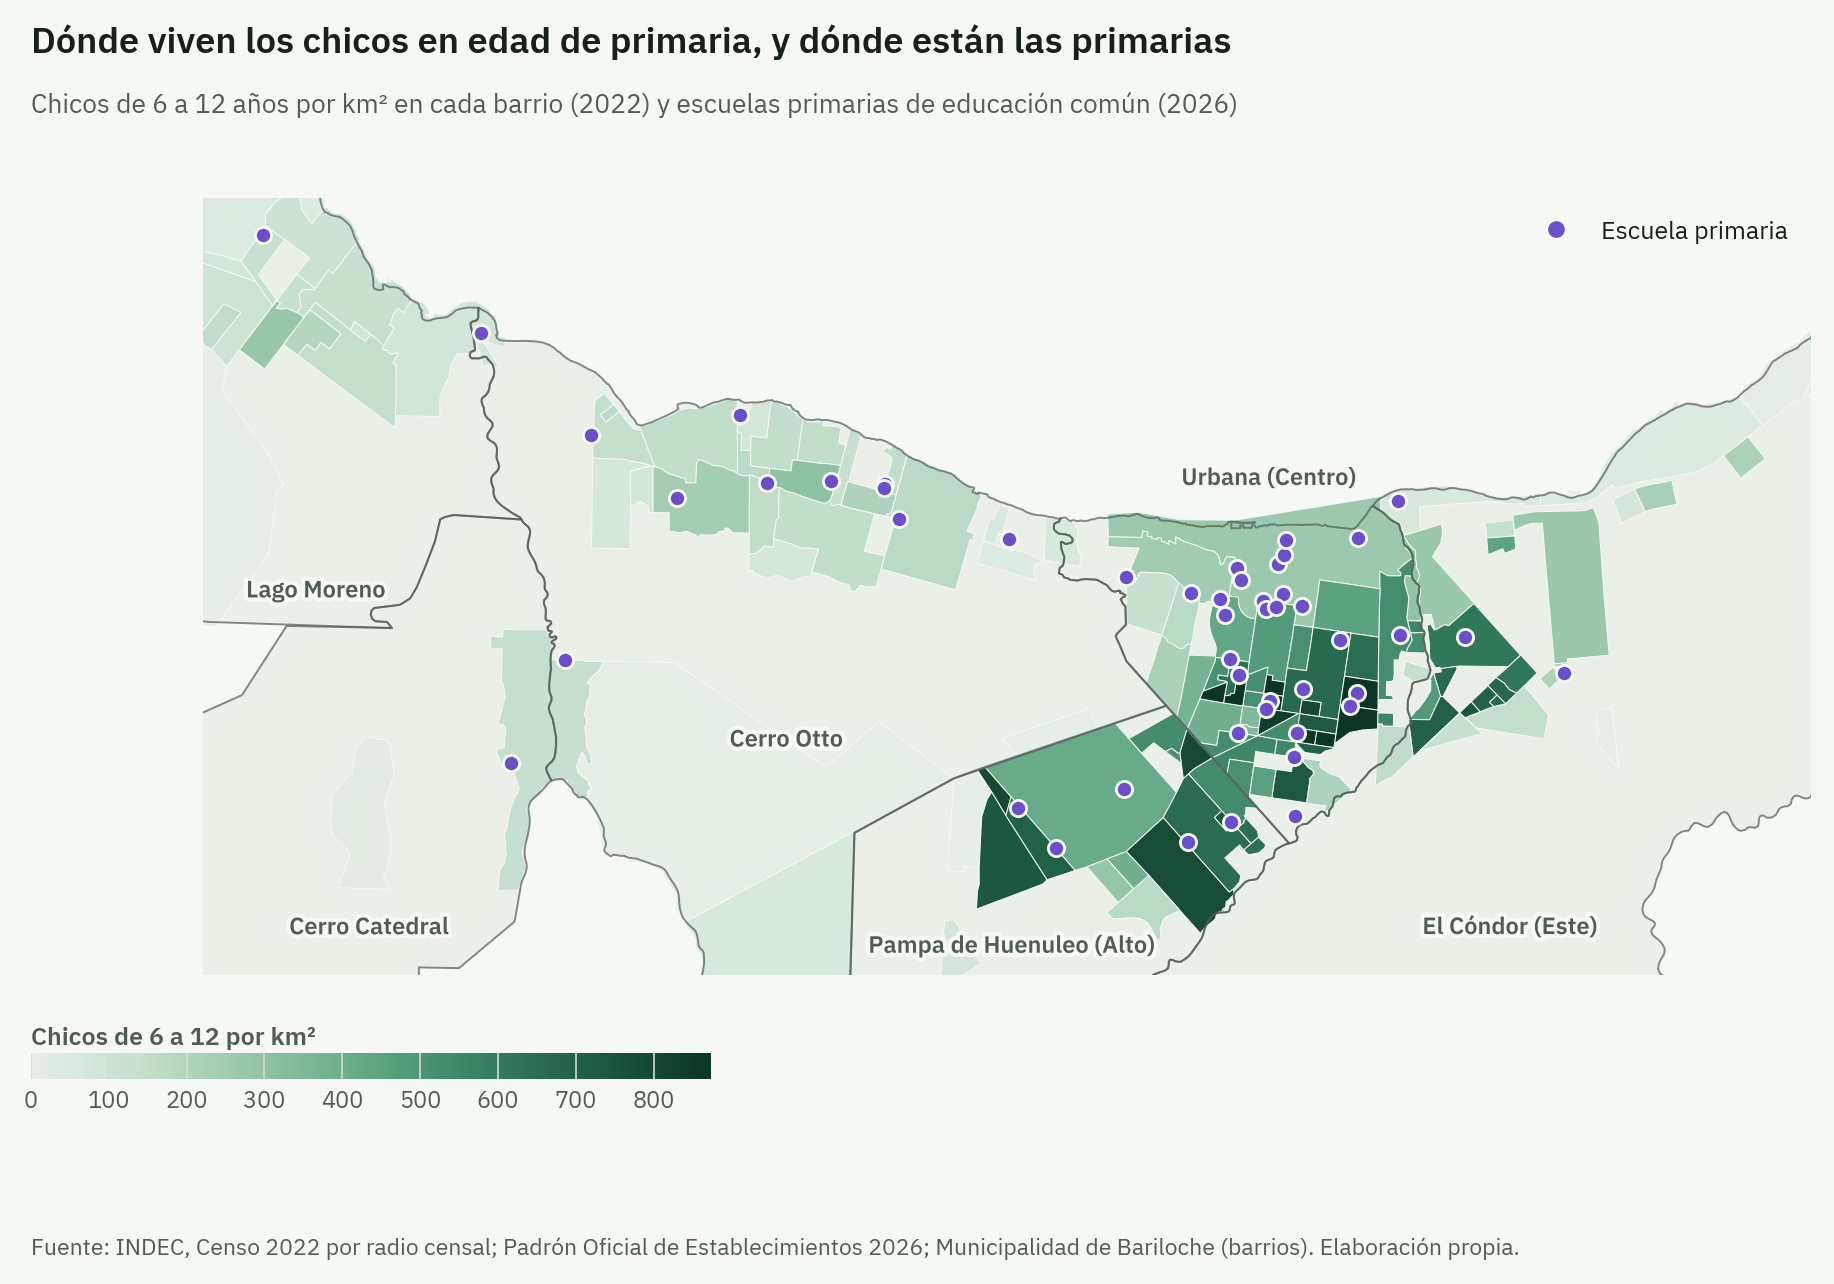 Dónde viven los chicos en edad de primaria, y dónde están las primarias
Chicos de 6 a 12 años por km² en cada barrio (2022) y escuelas primarias de educación común (2026)
Escuela primaria
Urbana (Centro)
Lago Moreno
Cerro Otto
Cerro Catedral
Pampa de Huenuleo (Alto)
El Cóndor (Este)
Chicos de 6 a 12 por km²
0 100 200 300 400 500 600 700 800
Fuente: INDEC, Censo 2022 por radio censal; Padrón Oficial de Establecimientos 2026; Municipalidad de Bariloche (barrios). Elaboración propia.